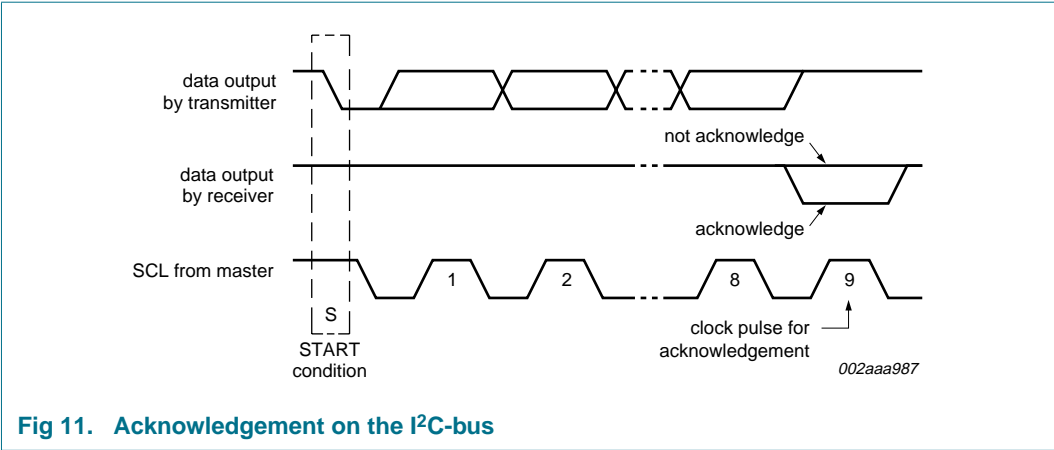 data output
by transmitter
not acknowledge
data output
by receiver
acknowledge
SCL from master
1
2
8
9
S
START
condition
clock pulse for
acknowledgement
002aaa987
Fig 11. Acknowledgement on the I²C-bus